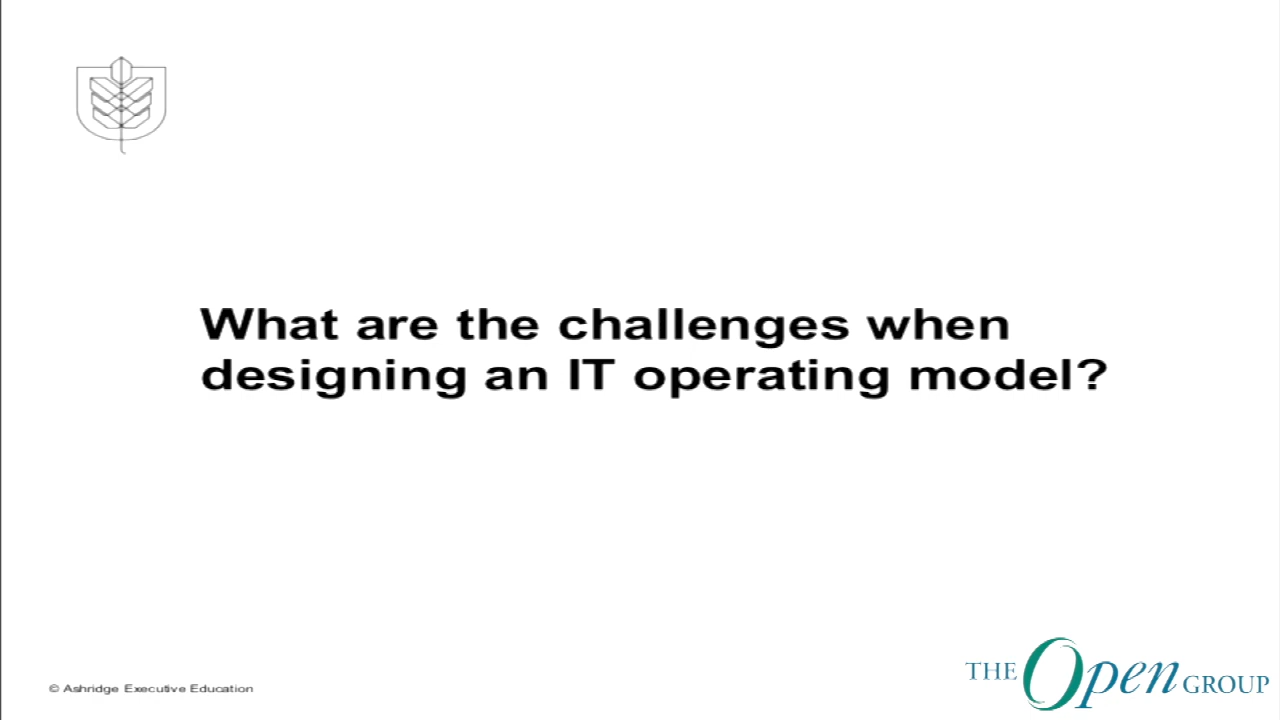 What are the challenges when
designing an IT operating model?
© Ashridge Executive Education
THE Open GROUP